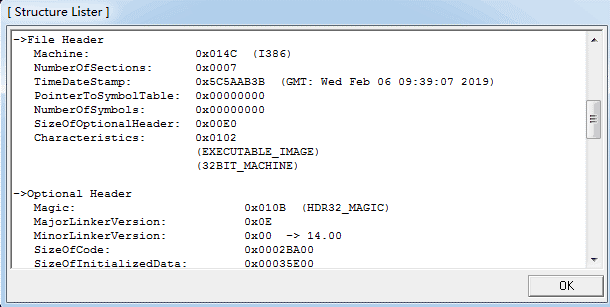 [ Structure Lister ]
->File Header
Machine: 0x014C (I386)
NumberOfSections: 0x0007
TimeDateStamp: 0x5C5AAB3B (GMT: Wed Feb 06 09:39:07 2019)
PointerToSymbolTable: 0x00000000
NumberOfSymbols: 0x00000000
SizeOfOptionalHeader: 0x00E0
Characteristics: 0x0102
(EXECUTABLE_IMAGE)
(32BIT_MACHINE)
->Optional Header
Magic: 0x010B (HDR32_MAGIC)
MajorLinkerVersion: 0x0E
MinorLinkerVersion: 0x00 -> 14.00
SizeOfCode: 0x0002BA00
SizeOfInitializedData: 0x00035E00
OK